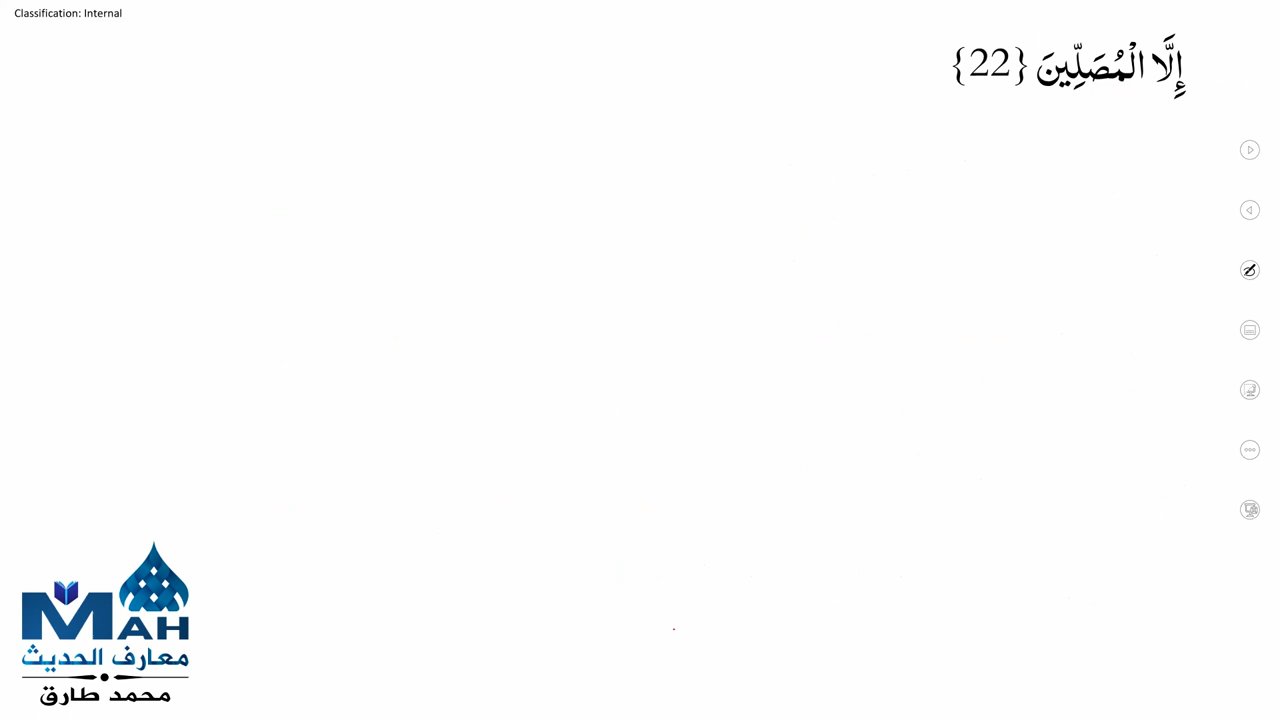 Classification: Internal
إِلَّا الْمُصَلِّينَ {22}
MAH
معارف الحديث
محمد طارق